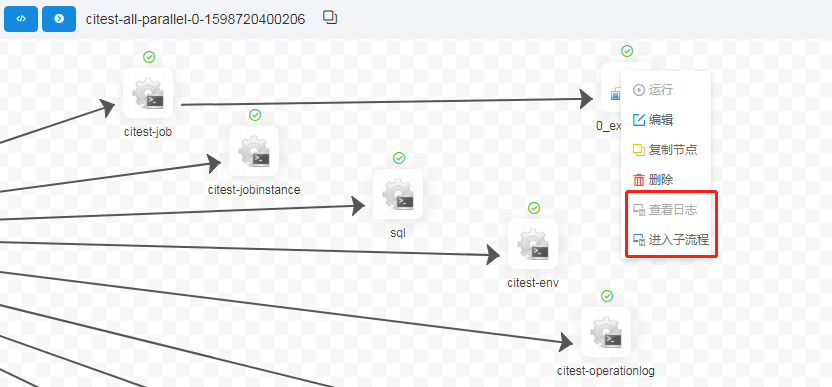 citest-all-parallel-0-1598720400206
citest-job
0_ex
运行
编辑
复制节点
删除
查看日志
进入子流程
citest-jobinstance
sql
citest-env
citest-operationlog